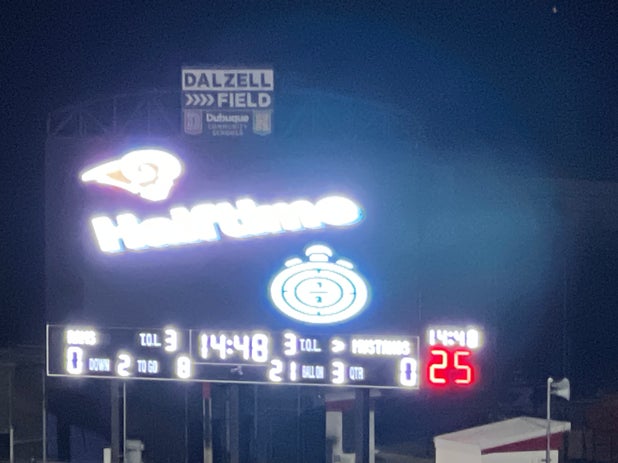 DALZELL
>>>> FIELD
Dubuque
COMMUNITY
SCHOOLS
Halftime
RAMS T.O.L. 3 14:48 3 T.O.L. > MUSTANGS 14:48
0 DOWN 2 TO GO 8 21 BALL ON 3 QTR 0 25